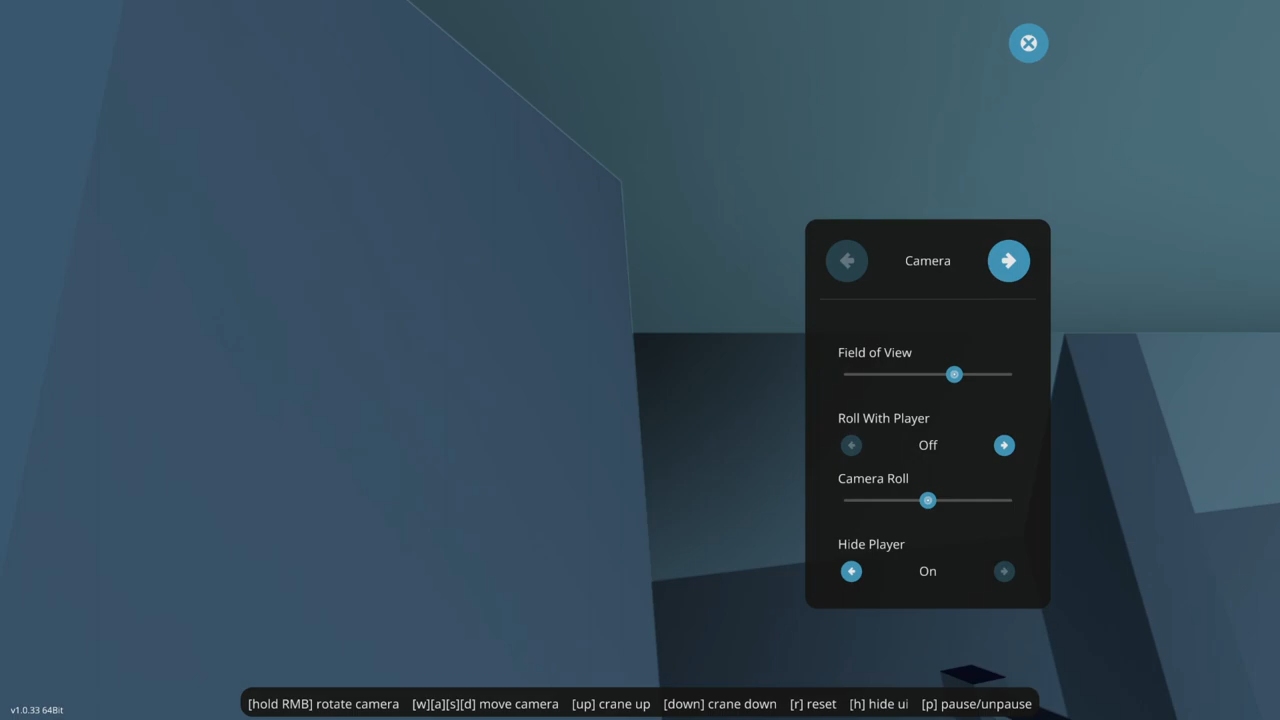 Camera
Field of View
Roll With Player
Off
Camera Roll
Hide Player
On
[hold RMB] rotate camera [w][a][s][d] move camera [up] crane up [down] crane down [r] reset [h] hide ui [p] pause/unpause
v1.0.33 64Bit